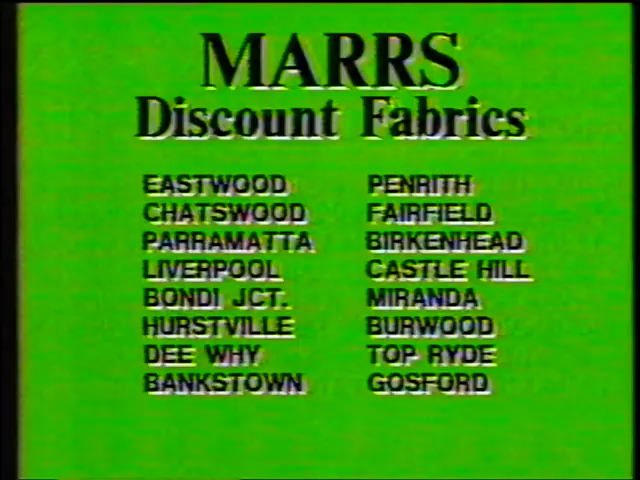 MARRS
Discount Fabrics
EASTWOOD
CHATSWOOD
PARRAMATTA
LIVERPOOL
BONDI JCT.
HURSTVILLE
DEE WHY
BANKSTOWN
PENRITH
FAIRFIELD
BIRKENHEAD
CASTLE HILL
MIRANDA
BURWOOD
TOP RYDE
GOSFORD